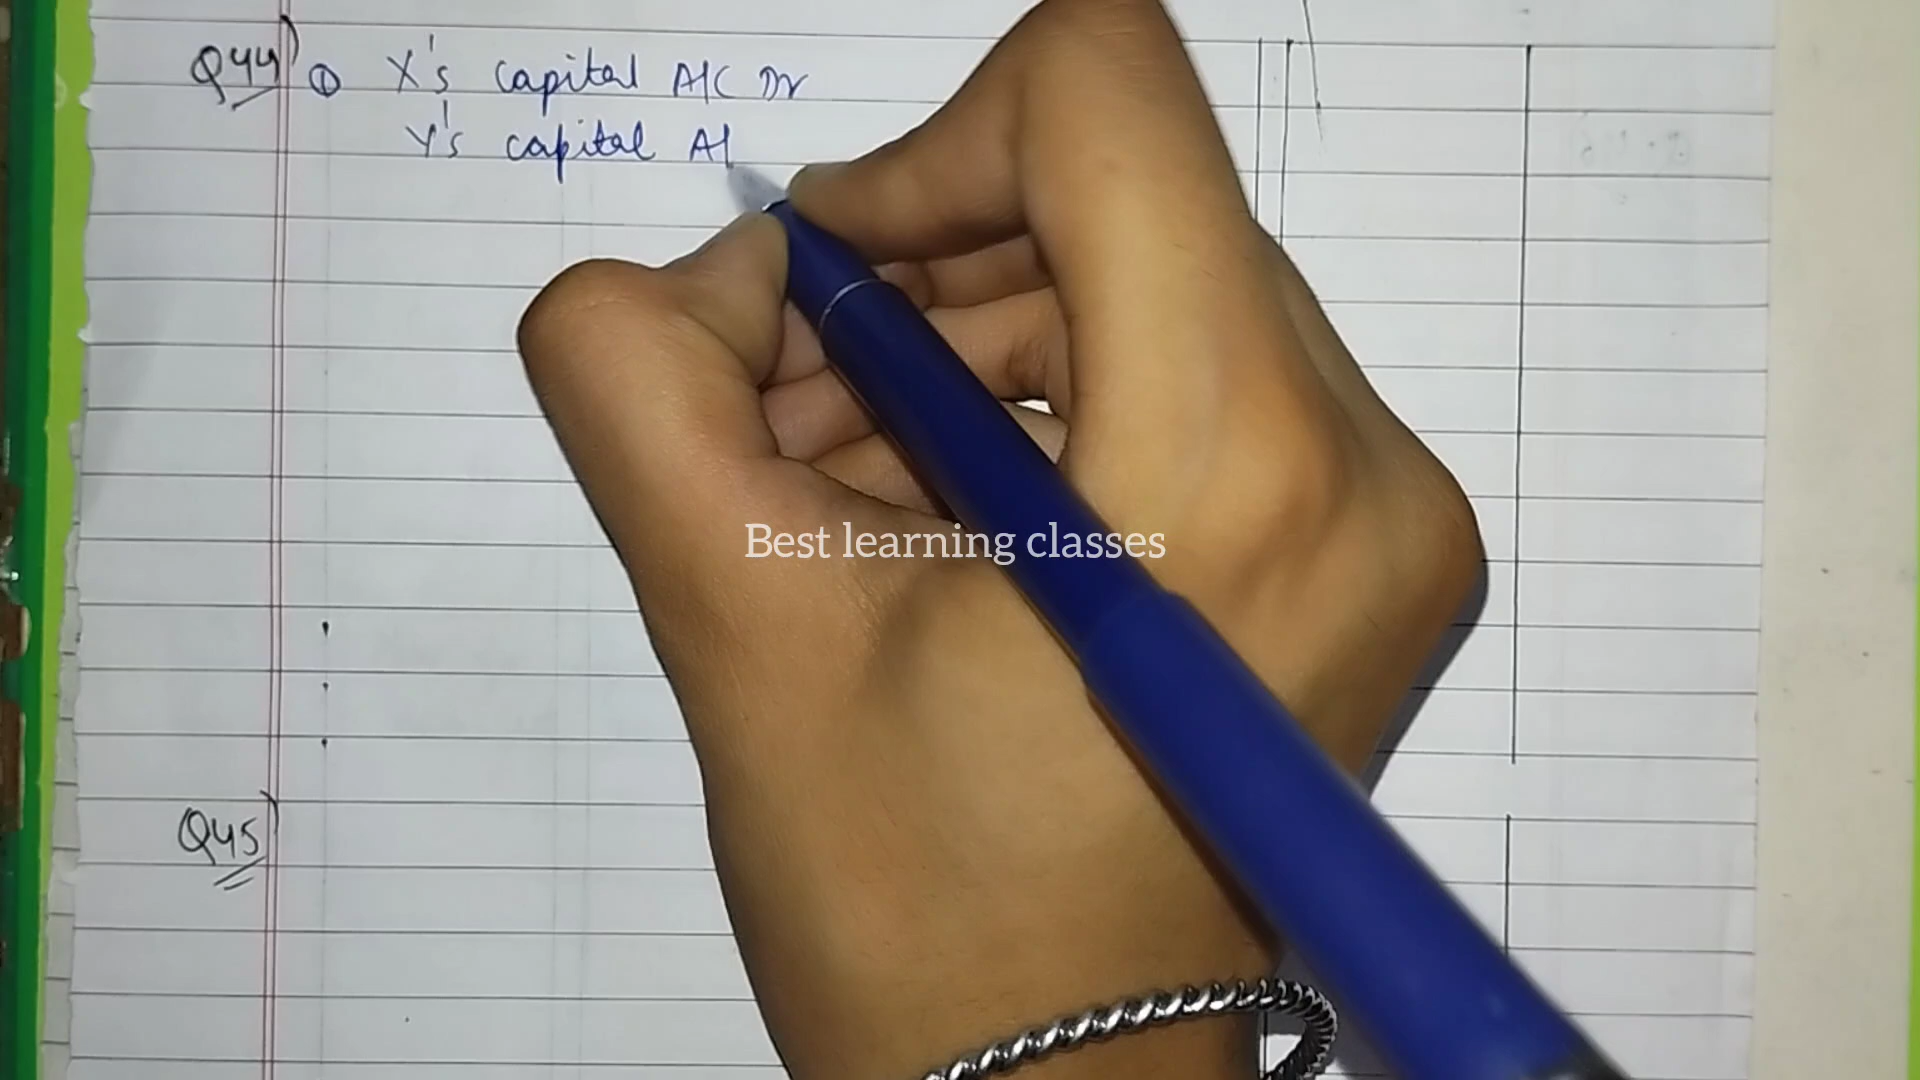 Q44) ① X's capital A/C Dr
Y's capital A/
Best learning classes
Q45)